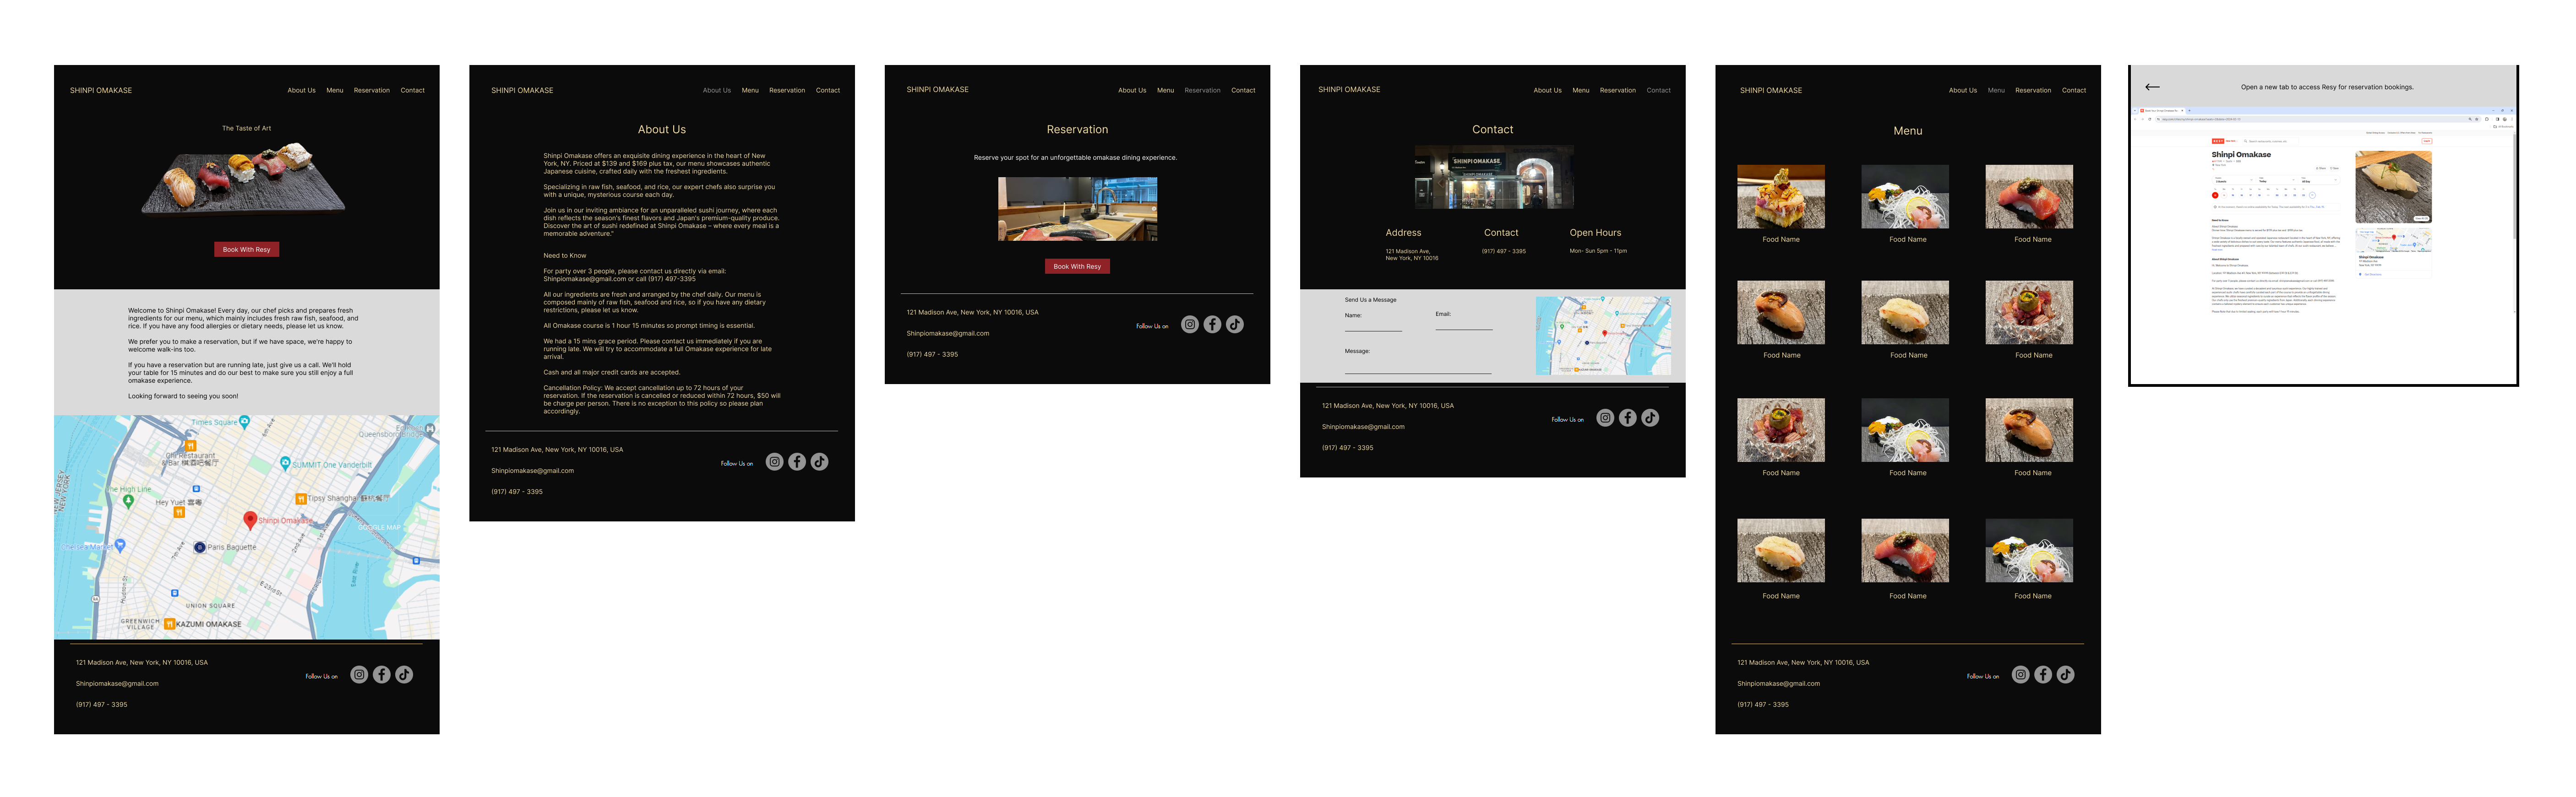 SHINPI OMAKASE
About Us Menu Reservation Contact
The Taste of Art
Book With Resy
Welcome to Shinpi Omakase! Every day, our chef picks and prepares fresh
ingredients for our menu, which mainly includes fresh raw fish, seafood, and
rice. If you have any food allergies or dietary needs, please let us know.
We prefer you to make a reservation, but if we have space, we're happy to
welcome walk-ins too.
If you have a reservation but are running late, just give us a call. We'll hold
your table for 15 minutes and do our best to make sure you still enjoy a full
omakase experience.
Looking forward to seeing you soon!
Times Square
6th Ave
Queensboro Bridge
Chi Restaurant
& Bar
SUMMIT One Vanderbilt
NEW JERSEY
NEW YORK
The High Line
Hey Yuet
Tipsy Shanghai
Shinpi Omakase
GOOGLE MAP
Chelsea Market
7th Ave
Paris Baguette
2nd Ave
1st Ave
East River
Hudson St
E 23rd St
UNION SQUARE
GREENWICH
VILLAGE
KAZUMI OMAKASE
121 Madison Ave, New York, NY 10016, USA
Follow Us on
Shinpiomakase@gmail.com
(917) 497 - 3395
SHINPI OMAKASE
About Us Menu Reservation Contact
About Us
Shinpi Omakase offers an exquisite dining experience in the heart of New
York, NY. Priced at $139 and $169 plus tax, our menu showcases authentic
Japanese cuisine, crafted daily with the freshest ingredients.
Specializing in raw fish, seafood, and rice, our expert chefs also surprise you
with a unique, mysterious course each day.
Join us in our inviting ambiance for an unparalleled sushi journey, where each
dish reflects the season's finest flavors and Japan's premium-quality produce.
Discover the art of sushi redefined at Shinpi Omakase – where every meal is a
memorable adventure."
Need to Know
For party over 3 people, please contact us directly via email:
Shinpiomakase@gmail.com or call (917) 497-3395
All our ingredients are fresh and arranged by the chef daily. Our menu is
composed mainly of raw fish, seafood and rice, so if you have any dietary
restrictions, please let us know.
All Omakase course is 1 hour 15 minutes so prompt timing is essential.
We had a 15 mins grace period. Please contact us immediately if you are
running late. We will try to accommodate a full Omakase experience for late
arrival.
Cash and all major credit cards are accepted.
Cancellation Policy: We accept cancellation up to 72 hours of your
reservation. If the reservation is cancelled or reduced within 72 hours, $50 will
be charge per person. There is no exception to this policy so please plan
accordingly.
121 Madison Ave, New York, NY 10016, USA
Follow Us on
Shinpiomakase@gmail.com
(917) 497 - 3395
SHINPI OMAKASE
About Us Menu Reservation Contact
Reservation
Reserve your spot for an unforgettable omakase dining experience.
Book With Resy
121 Madison Ave, New York, NY 10016, USA
Follow Us on
Shinpiomakase@gmail.com
(917) 497 - 3395
SHINPI OMAKASE
About Us Menu Reservation Contact
Contact
SHINPI OMAKASE
Address Contact Open Hours
121 Madison Ave, (917) 497 - 3395 Mon- Sun 5pm - 11pm
New York, NY 10016
Send Us a Message
Name: Email:
Message:
121 Madison Ave, New York, NY 10016, USA
Follow Us on
Shinpiomakase@gmail.com
(917) 497 - 3395
SHINPI OMAKASE
About Us Menu Reservation Contact
Menu
Food Name Food Name Food Name
Food Name Food Name Food Name
Food Name Food Name Food Name
Food Name Food Name Food Name
121 Madison Ave, New York, NY 10016, USA
Follow Us on
Shinpiomakase@gmail.com
(917) 497 - 3395
Open a new tab to access Resy for reservation bookings.
Shinpi Omakase
Shinpi Omakase